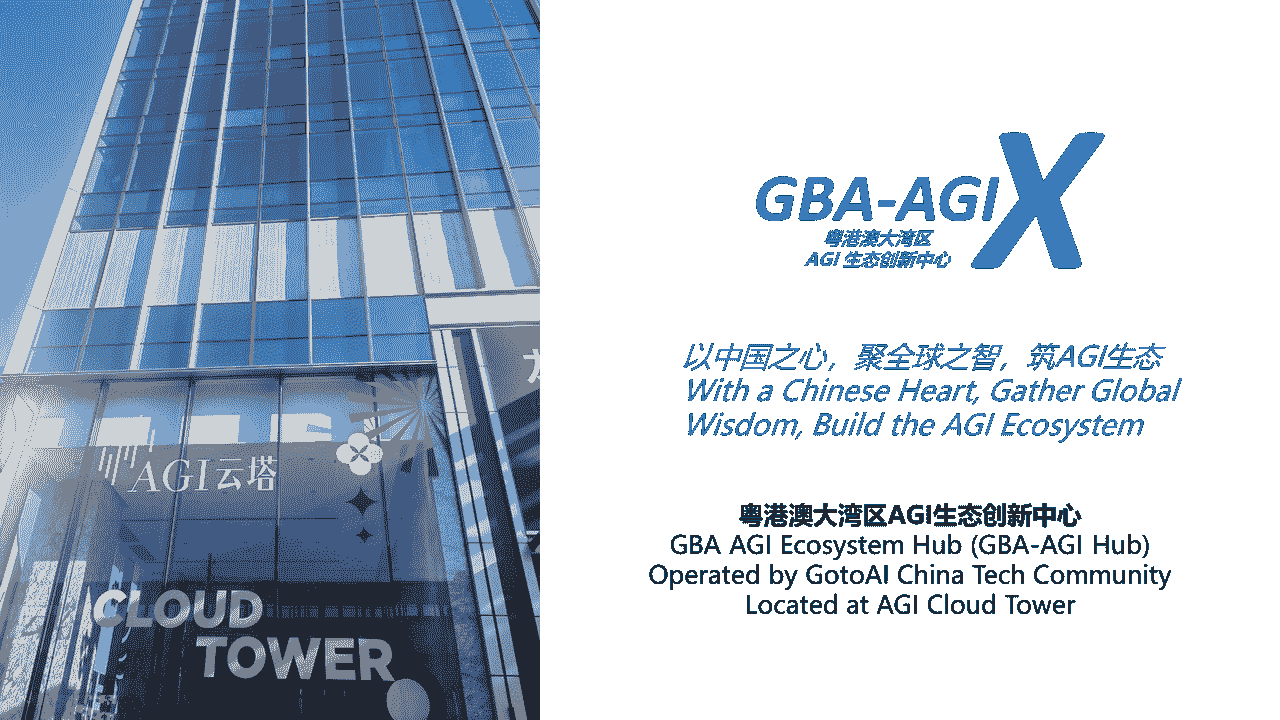 AGI云塔
CLOUD
TOWER
GBA-AGI X
粤港澳大湾区
AGI 生态创新中心
以中国之心，聚全球之智，筑AGI生态
With a Chinese Heart, Gather Global
Wisdom, Build the AGI Ecosystem
粤港澳大湾区AGI生态创新中心
GBA AGI Ecosystem Hub (GBA-AGI Hub)
Operated by GotoAI China Tech Community
Located at AGI Cloud Tower